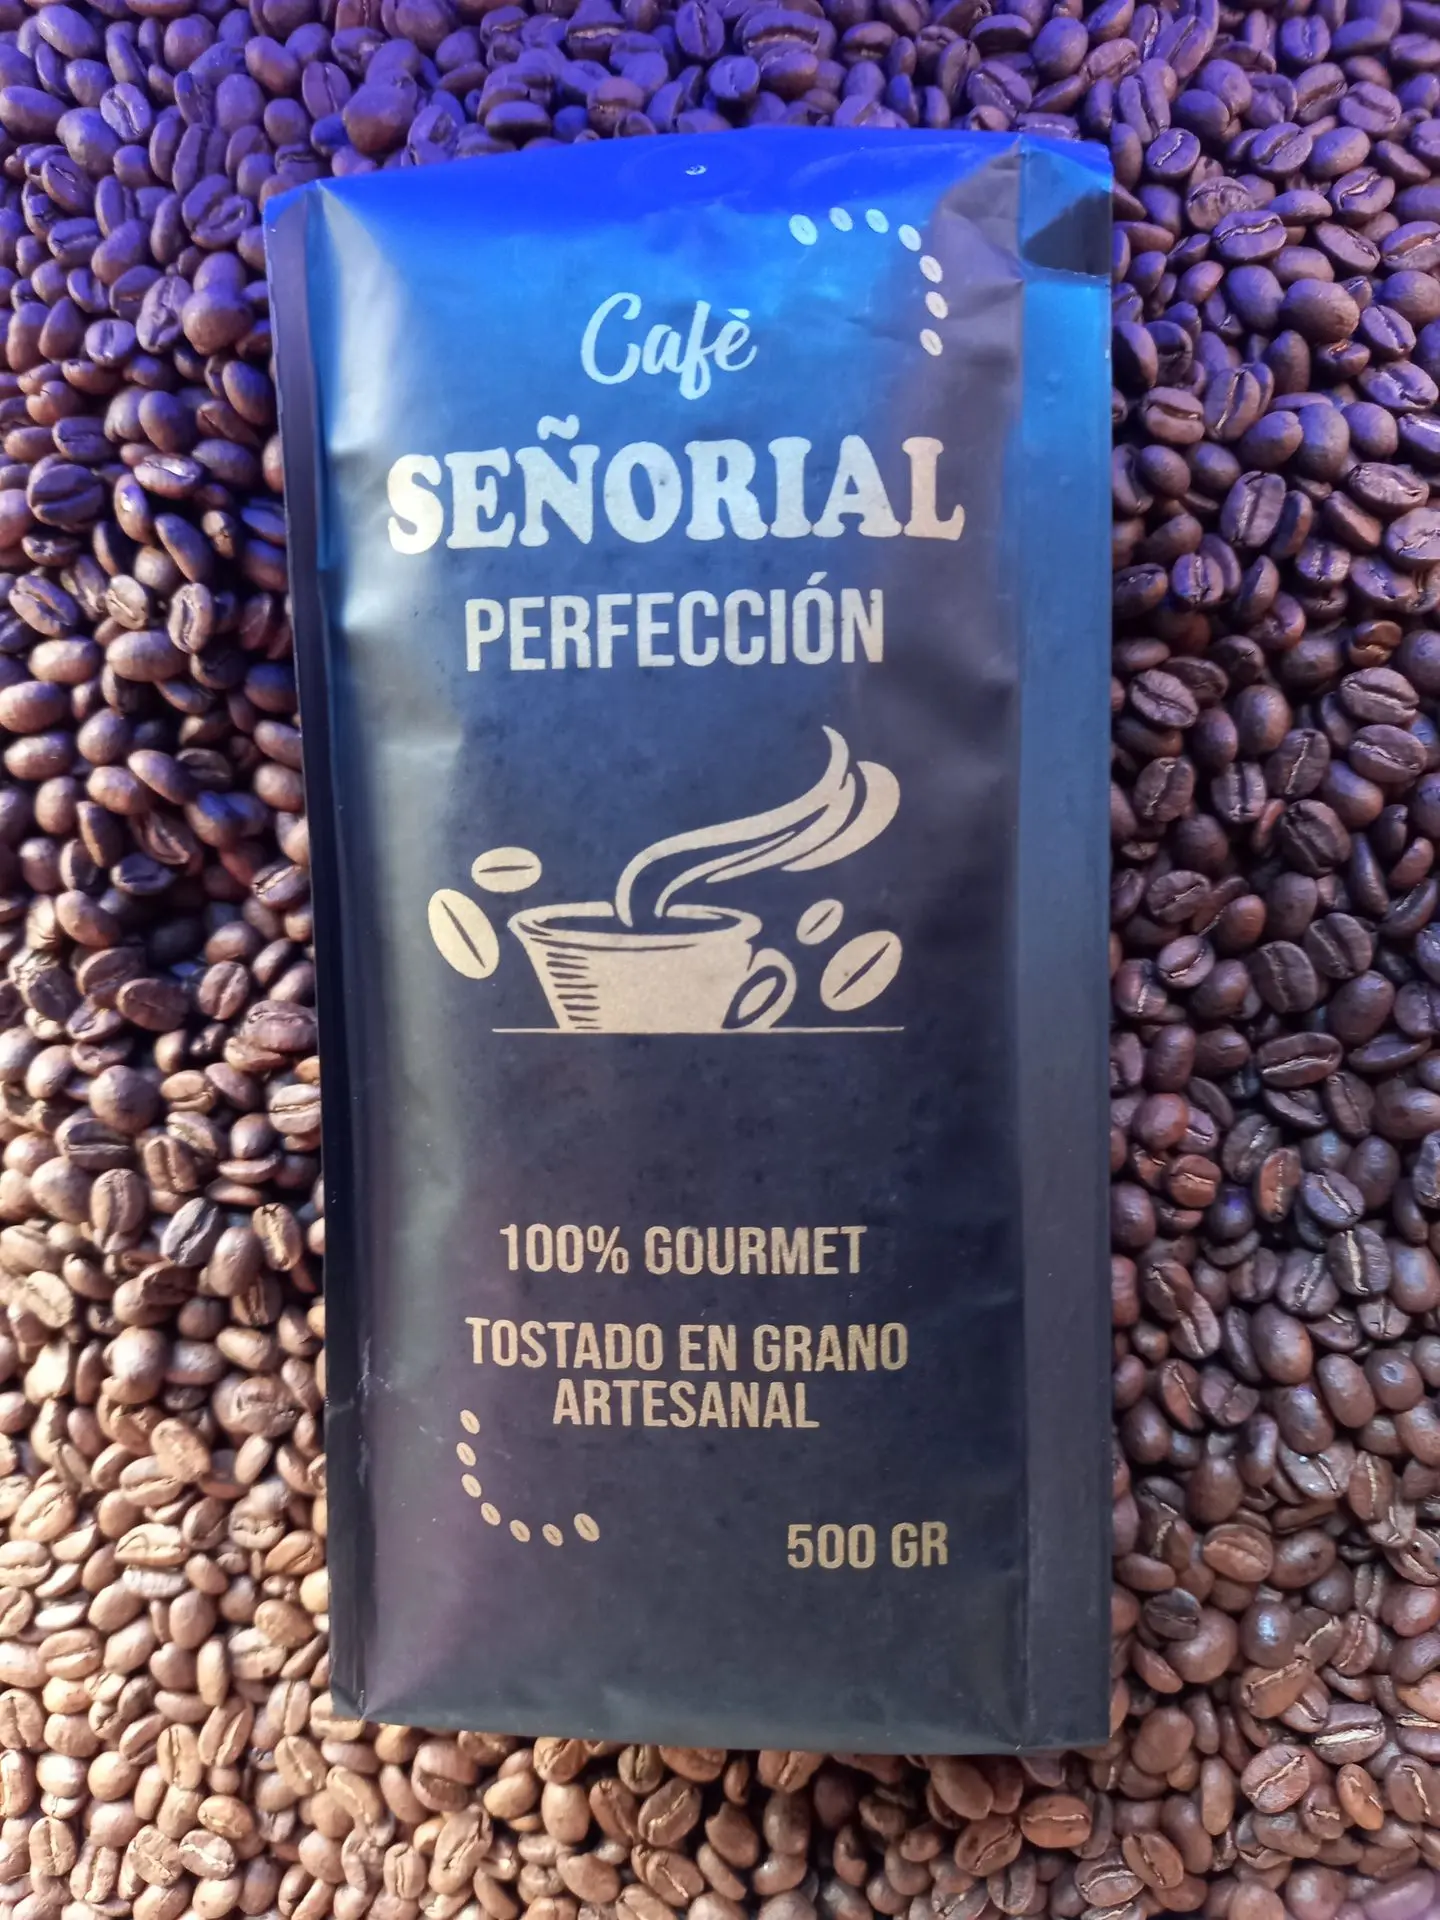 Cafè
SEÑORIAL
PERFECCIÓN
100% GOURMET
TOSTADO EN GRANO
ARTESANAL
500 GR